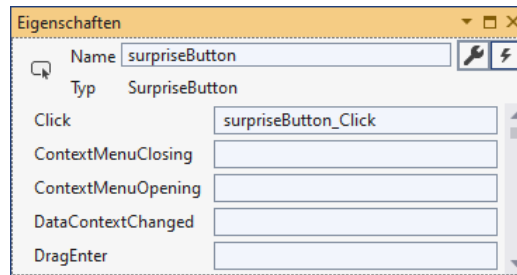 Eigenschaften
Name surpriseButton
Typ SurpriseButton
Click surpriseButton_Click
ContextMenuClosing
ContextMenuOpening
DataContextChanged
DragEnter